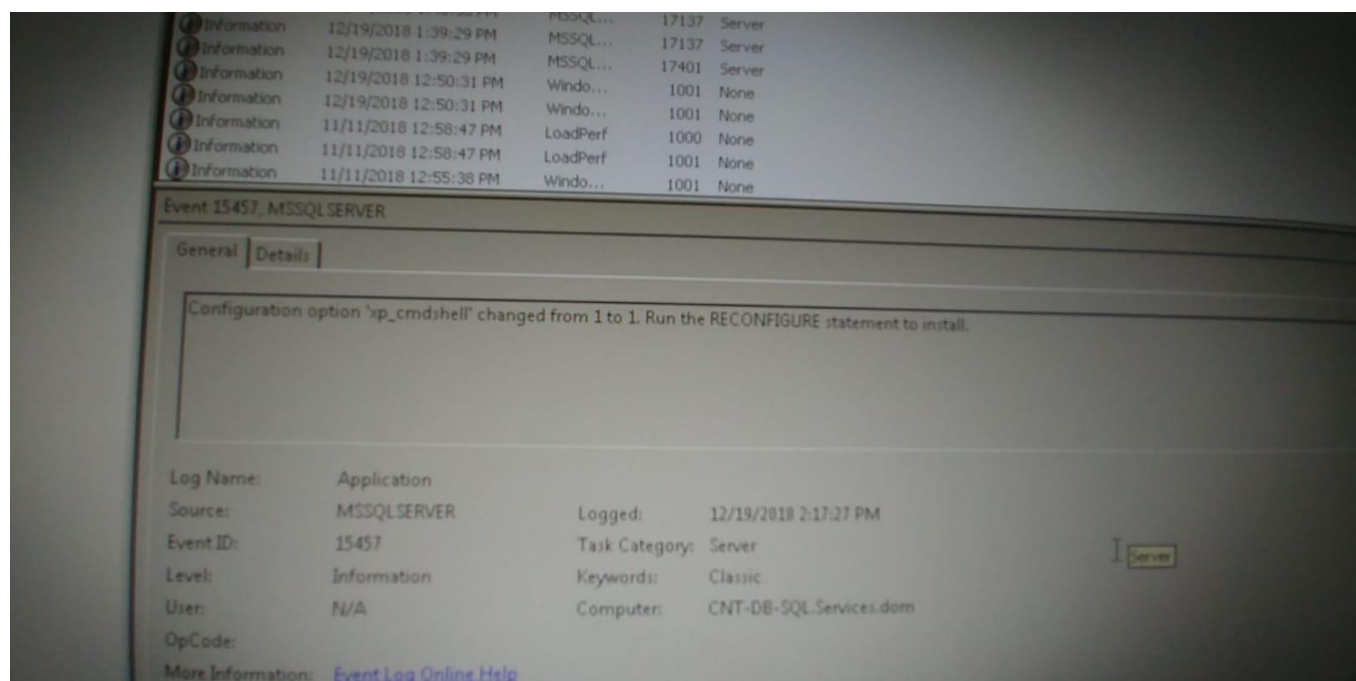 MSSQL... 17137 Server
Information 12/19/2018 1:39:29 PM MSSQL... 17137 Server
Information 12/19/2018 1:39:29 PM MSSQL... 17401 Server
Information 12/19/2018 12:50:31 PM Windo... 1001 None
Information 12/19/2018 12:50:31 PM Windo... 1001 None
Information 11/11/2018 12:58:47 PM LoadPerf 1000 None
Information 11/11/2018 12:58:47 PM LoadPerf 1001 None
Information 11/11/2018 12:55:38 PM Windo... 1001 None
Event 15457, MSSQLSERVER
General Details
Configuration option 'xp_cmdshell' changed from 1 to 1. Run the RECONFIGURE statement to install.
Log Name: Application
Source: MSSQLSERVER Logged: 12/19/2018 2:17:27 PM
Event ID: 15457 Task Category: Server
Server
Level: Information Keywords: Classic
User: N/A Computer: CNT-DB-SQL.Services.dom
OpCode:
More Information: Event Log Online Help